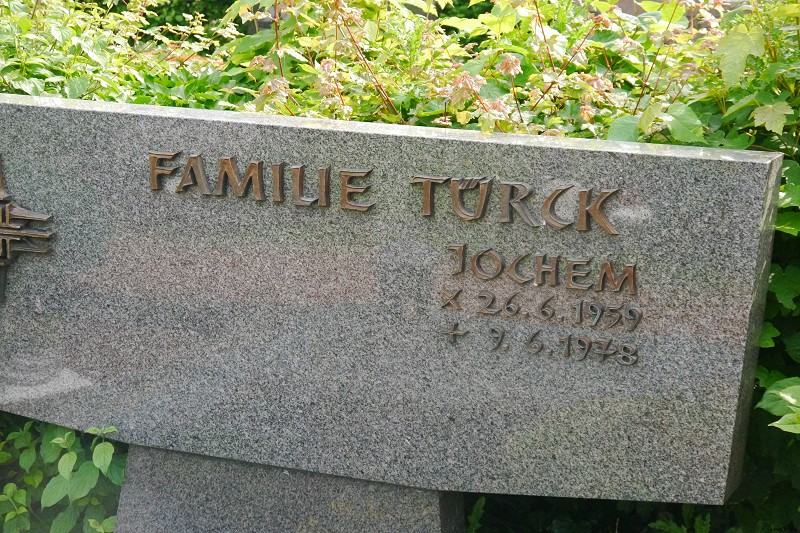 FAMILIE TÜRCK
JOCHEM
× 26.6.1959
+ 9.6.1978